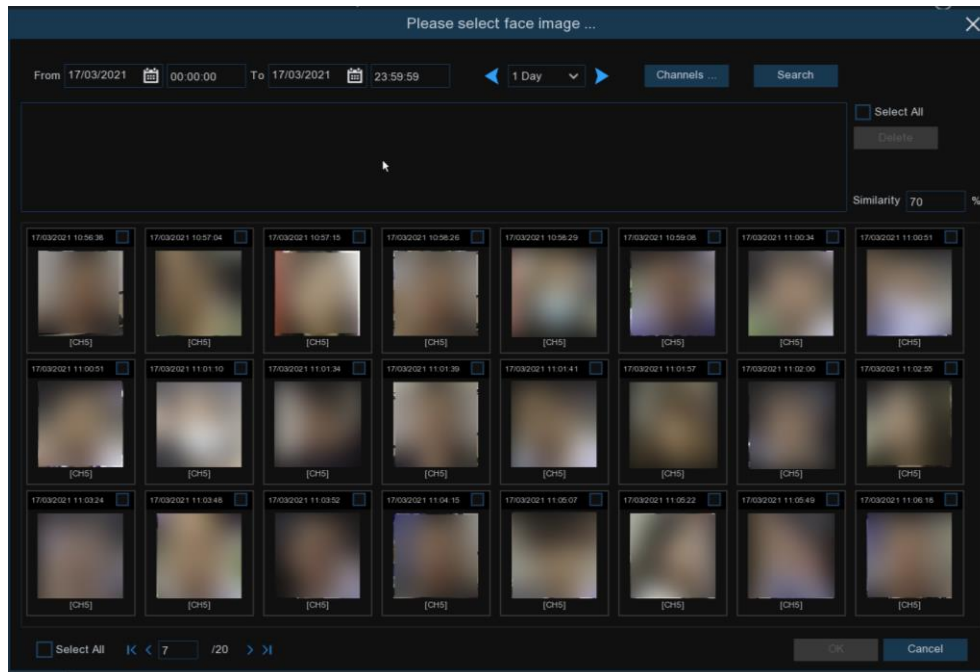 Please select face image ...
From 17/03/2021 00:00:00 To 17/03/2021 23:59:59 1 Day Channels ... Search
Select All
Delete
Similarity 70 %
17/03/2021 10:56:36 17/03/2021 10:57:04 17/03/2021 10:57:15 17/03/2021 10:58:26 17/03/2021 10:58:29 17/03/2021 10:59:06 17/03/2021 11:00:34 17/03/2021 11:00:51
[CH5] [CH5] [CH5] [CH5] [CH5] [CH5] [CH5] [CH5]
17/03/2021 11:00:51 17/03/2021 11:01:10 17/03/2021 11:01:34 17/03/2021 11:01:39 17/03/2021 11:01:41 17/03/2021 11:01:57 17/03/2021 11:02:00 17/03/2021 11:02:55
[CH5] [CH5] [CH5] [CH5] [CH5] [CH5] [CH5] [CH5]
17/03/2021 11:03:24 17/03/2021 11:03:46 17/03/2021 11:03:52 17/03/2021 11:04:15 17/03/2021 11:05:07 17/03/2021 11:05:22 17/03/2021 11:05:49 17/03/2021 11:06:16
[CH5] [CH5] [CH5] [CH5] [CH5] [CH5] [CH5] [CH5]
Select All 7 /20 OK Cancel